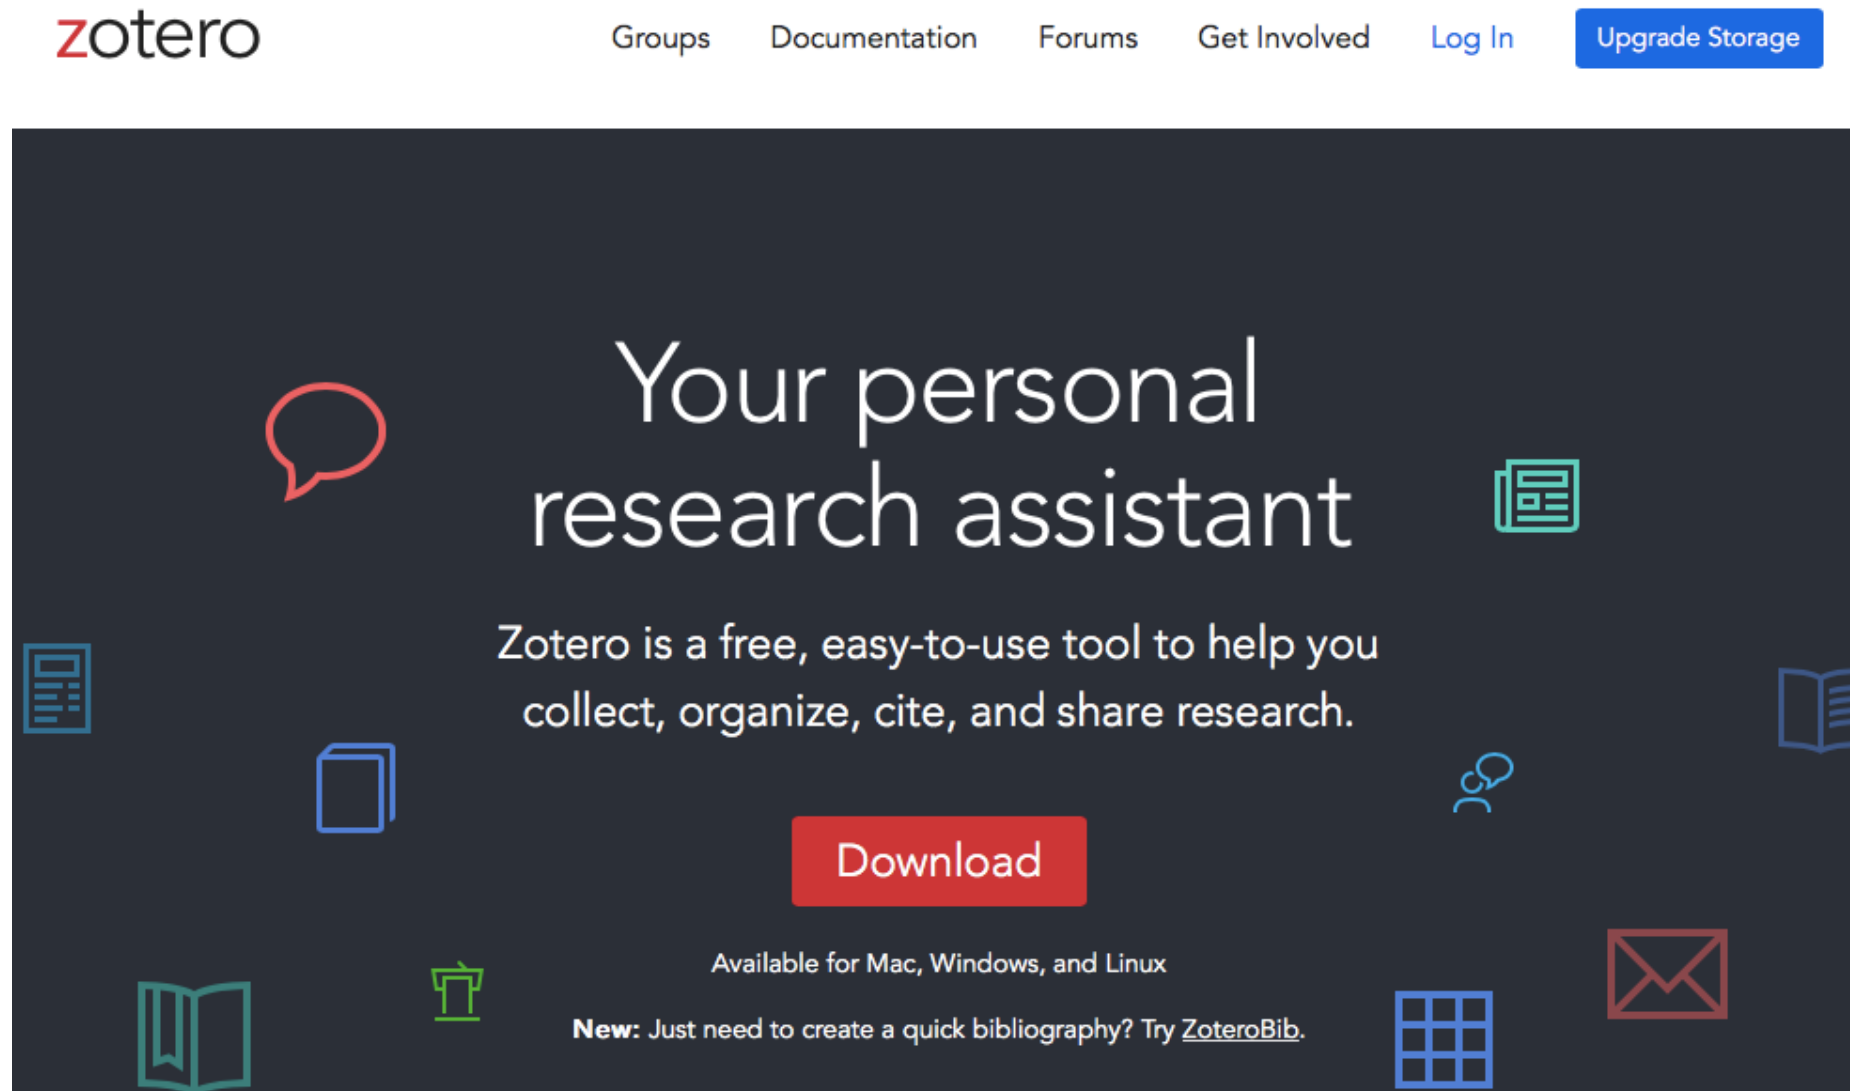 zotero
Groups Documentation Forums Get Involved Log In Upgrade Storage
Your personal
research assistant
Zotero is a free, easy-to-use tool to help you
collect, organize, cite, and share research.
Download
Available for Mac, Windows, and Linux
New: Just need to create a quick bibliography? Try ZoteroBib.